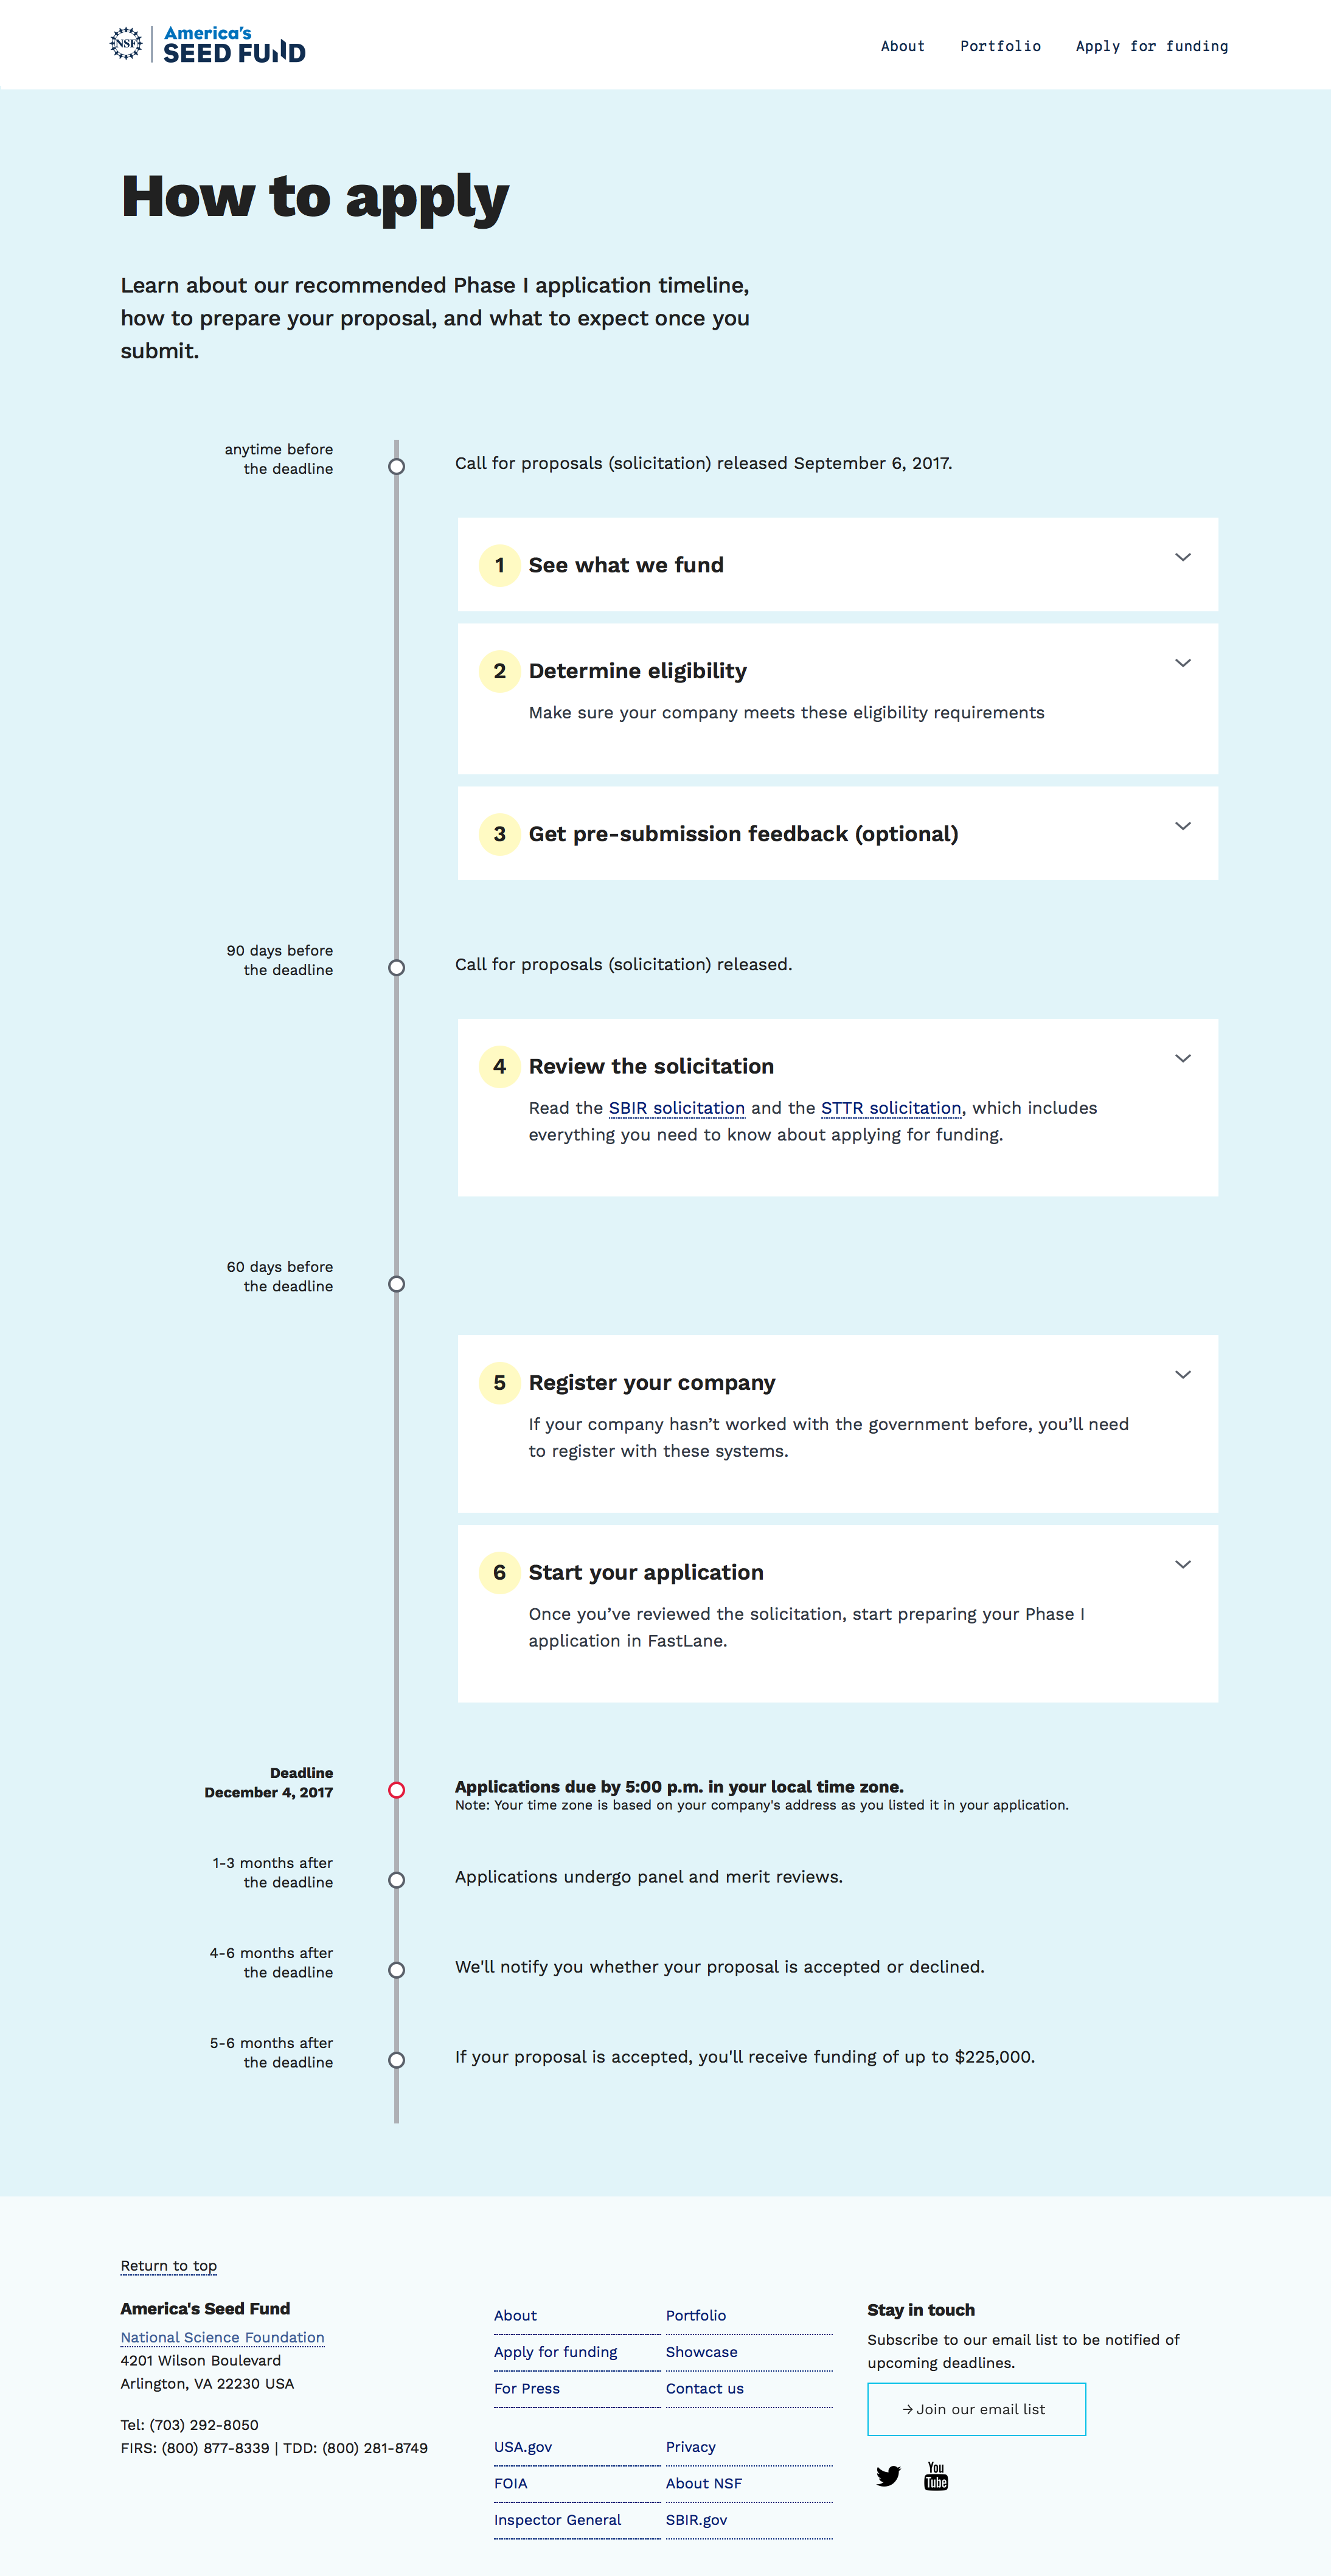 NSF
America's
SEED FUND
About Portfolio Apply for funding
How to apply
Learn about our recommended Phase I application timeline,
how to prepare your proposal, and what to expect once you
submit.
anytime before
the deadline
Call for proposals (solicitation) released September 6, 2017.
1 See what we fund
2 Determine eligibility
Make sure your company meets these eligibility requirements
3 Get pre-submission feedback (optional)
90 days before
the deadline
Call for proposals (solicitation) released.
4 Review the solicitation
Read the SBIR solicitation and the STTR solicitation, which includes
everything you need to know about applying for funding.
60 days before
the deadline
5 Register your company
If your company hasn’t worked with the government before, you’ll need
to register with these systems.
6 Start your application
Once you’ve reviewed the solicitation, start preparing your Phase I
application in FastLane.
Deadline
December 4, 2017
Applications due by 5:00 p.m. in your local time zone.
Note: Your time zone is based on your company's address as you listed it in your application.
1-3 months after
the deadline
Applications undergo panel and merit reviews.
4-6 months after
the deadline
We'll notify you whether your proposal is accepted or declined.
5-6 months after
the deadline
If your proposal is accepted, you'll receive funding of up to $225,000.
Return to top
America's Seed Fund
National Science Foundation
4201 Wilson Boulevard
Arlington, VA 22230 USA
Tel: (703) 292-8050
FIRS: (800) 877-8339 | TDD: (800) 281-8749
About Portfolio
Apply for funding Showcase
For Press Contact us
USA.gov Privacy
FOIA About NSF
Inspector General SBIR.gov
Stay in touch
Subscribe to our email list to be notified of
upcoming deadlines.
→ Join our email list
You
Tube